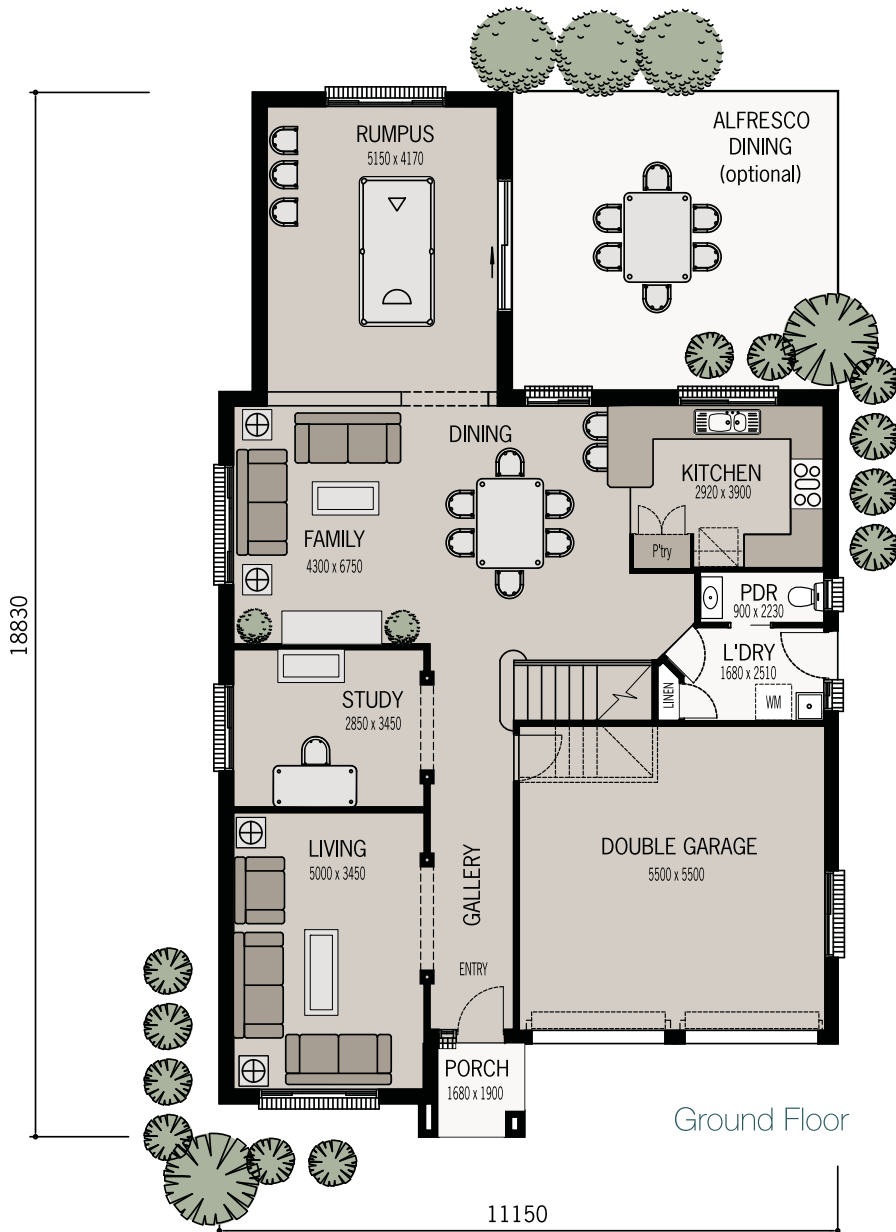 RUMPUS
5150 x 4170
ALFRESCO
DINING
(optional)
DINING
KITCHEN
2920 x 3900
P'try
FAMILY
4300 x 6750
PDR
900 x 2230
L'DRY
1680 x 2510
LINEN
WM
STUDY
2850 x 3450
LIVING
5000 x 3450
GALLERY
ENTRY
DOUBLE GARAGE
5500 x 5500
PORCH
1680 x 1900
Ground Floor
18830
11150